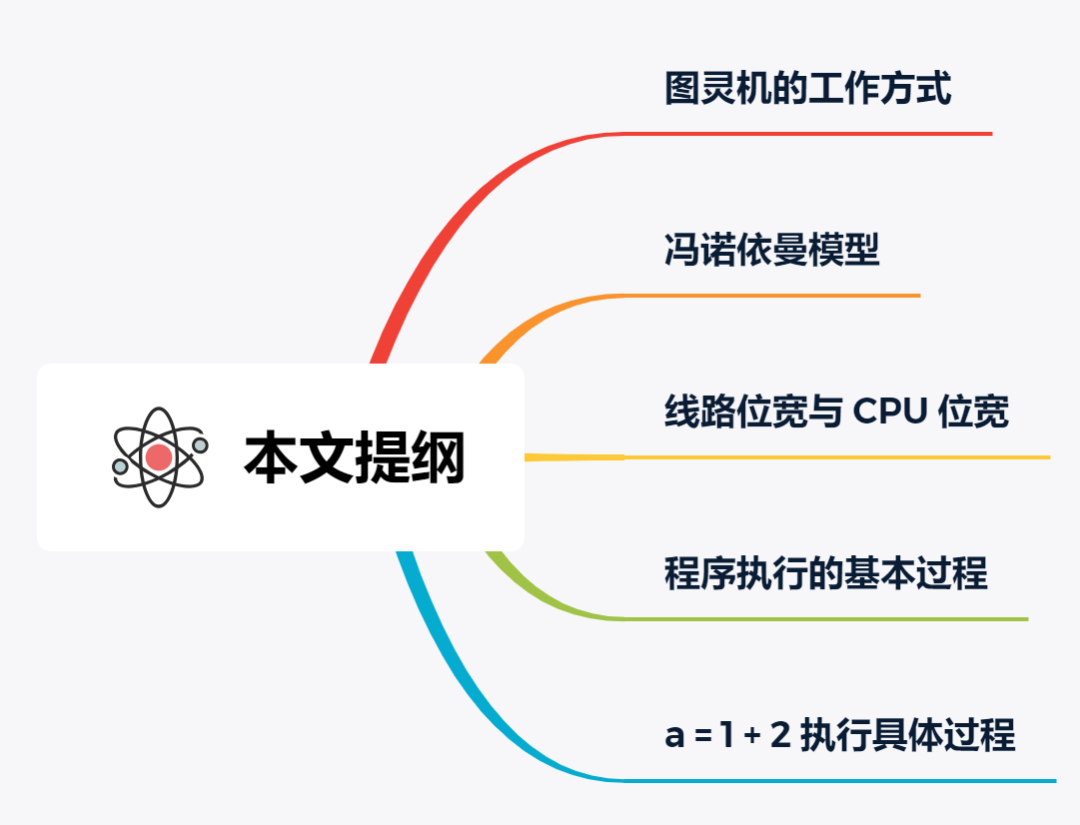 图灵机的工作方式
冯诺依曼模型
线路位宽与 CPU 位宽
本文提纲
程序执行的基本过程
a = 1 + 2 执行具体过程